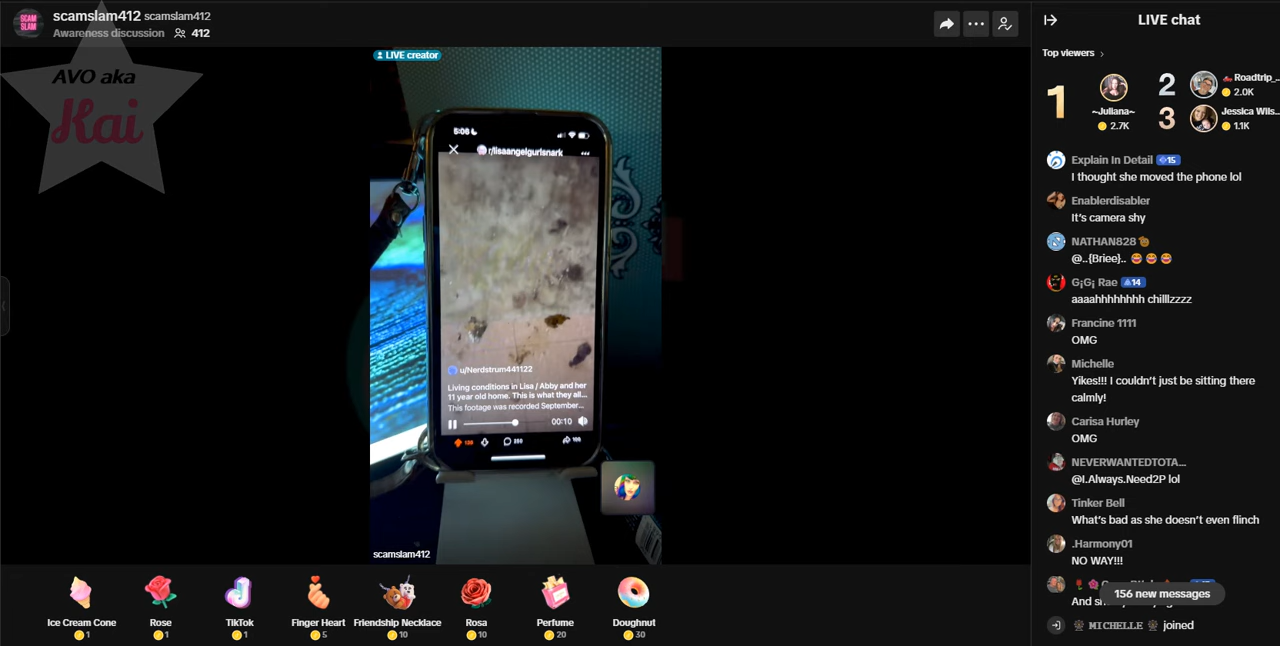 SCAM
SLAM
scamslam412 scamslam412
Awareness discussion 412
AVO aka
Kai
LIVE creator
5:06
r/lisaangelgurlsnark
u/Nerdstrum441122
Living conditions in Lisa / Abby and her
11 year old home. This is what they all...
This footage was recorded September...
00:10
scamslam412
Ice Cream Cone
1
Rose
1
TikTok
1
Finger Heart
5
Friendship Necklace
10
Rosa
10
Perfume
20
Doughnut
30
LIVE chat
Top viewers
1
~Juliana~
2.7K
2
Roadtrip_...
2.0K
3
Jessica Wils...
1.1K
Explain In Detail 15
I thought she moved the phone lol
Enablerdisabler
It's camera shy
NATHAN828
@..{Briee}..
G¡G¡ Rae 14
aaaahhhhhhhh chilllzzzz
Francine 1111
OMG
Michelle
Yikes!!! I couldn't just be sitting there
calmly!
Carisa Hurley
OMG
NEVERWANTEDTOTA...
@I.Always.Need2P lol
Tinker Bell
What's bad as she doesn't even flinch
.Harmony01
NO WAY!!!
156 new messages
And
MICHELLE joined